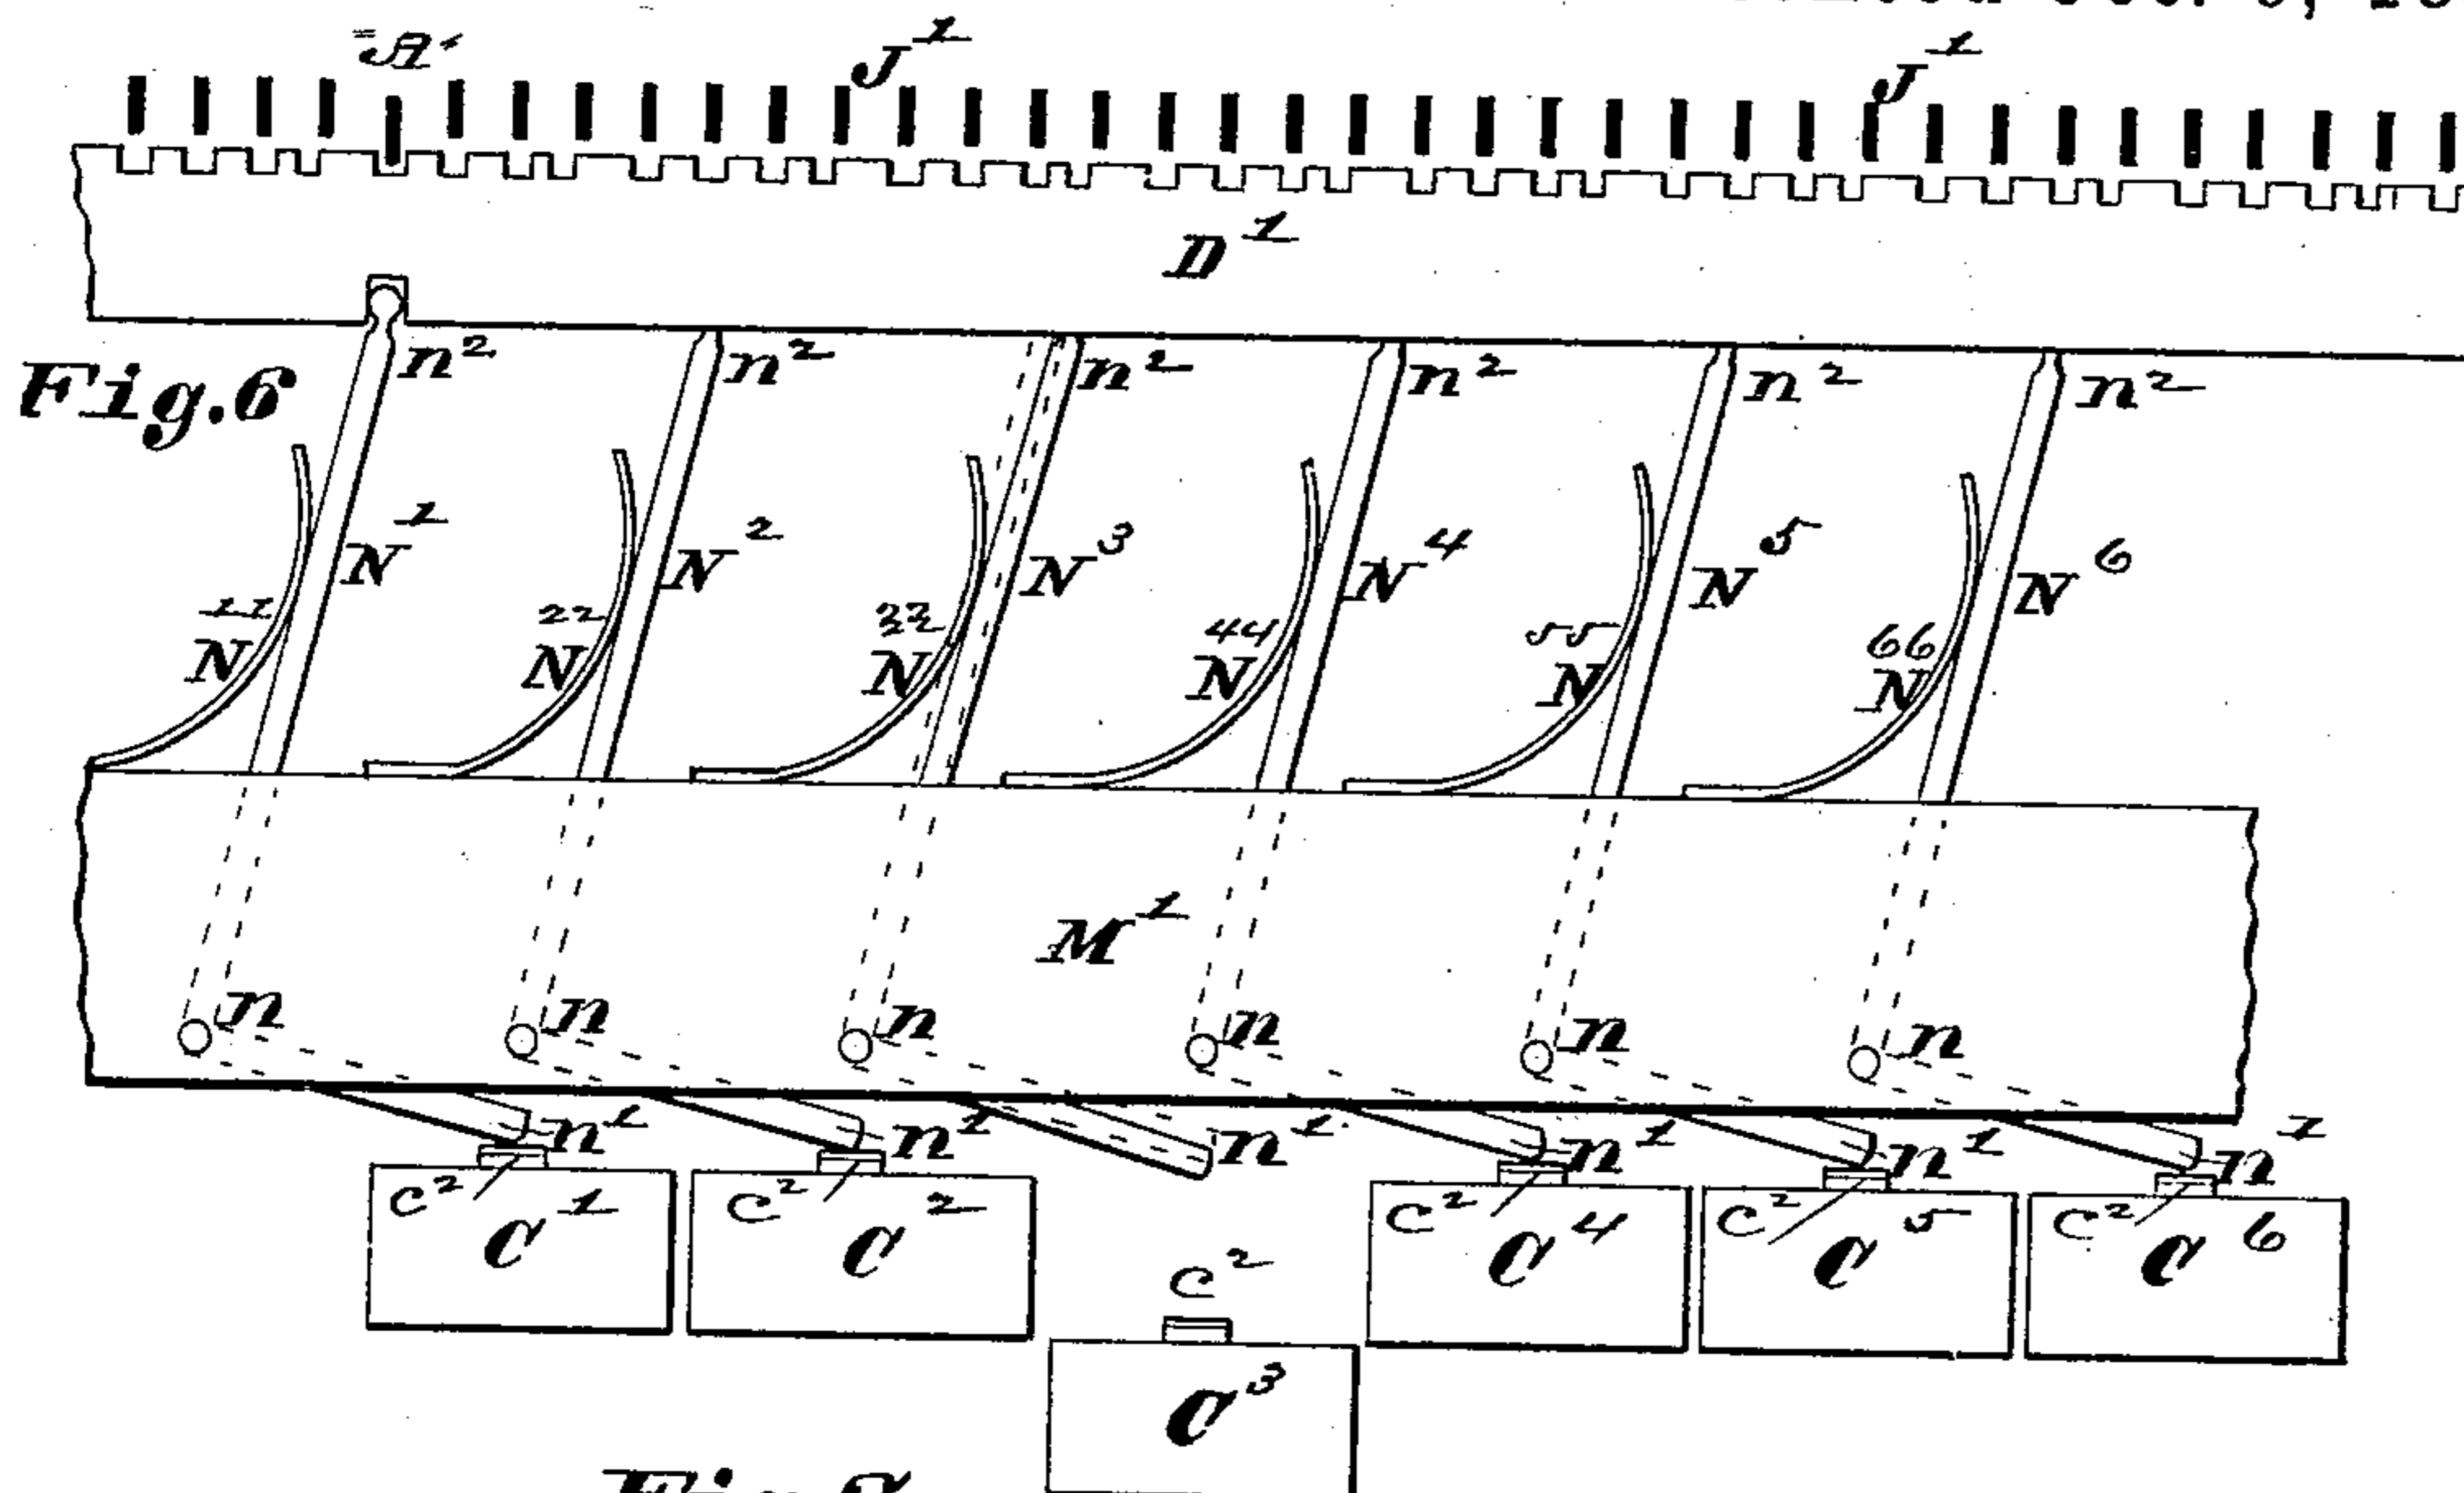 J¹ J¹
D¹
n² n² n² n² n² n²
Fig.6
N¹ N² N³ N⁴ N⁵ N⁶
N¹¹ N²² N³³ N⁴⁴ N⁵⁵ N⁶⁶
M¹
n n n n n n
n¹ n¹ n¹ n¹ n¹ n¹
c² c² c² c² c²
C¹ C² C⁴ C⁵ C⁶
c²
C³